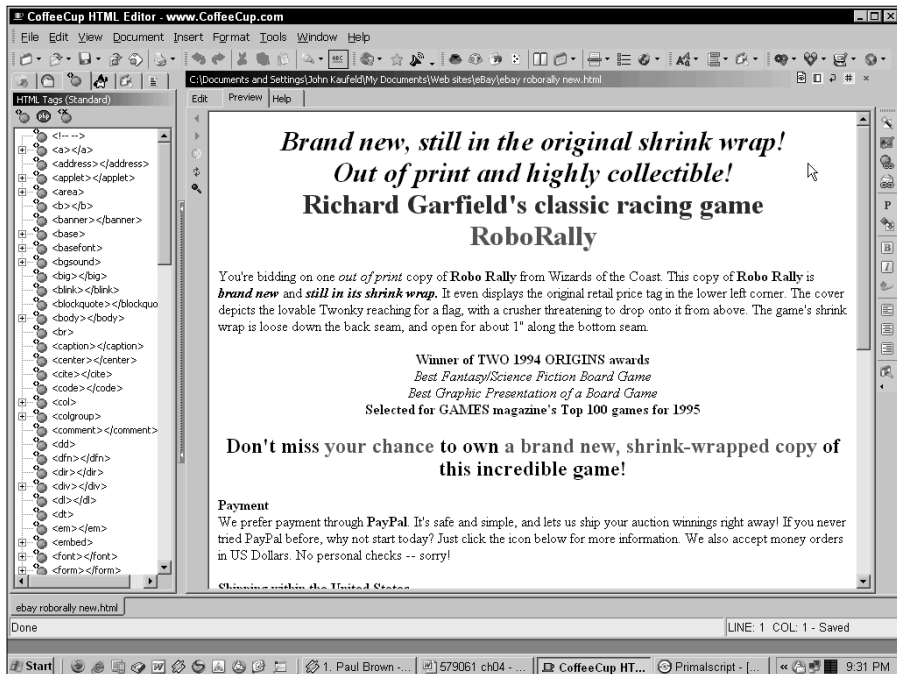 CoffeeCup HTML Editor - www.CoffeeCup.com
File Edit View Document Insert Format Tools Window Help
C:\Documents and Settings\John Kaufeld\My Documents\Web sites\eBay\ebay roborally new.html
HTML Tags (Standard)
Edit Preview Help
php
<!-- -->
<a></a>
<address></address>
<applet></applet>
<area>
<b></b>
<banner></banner>
<base>
<basefont>
<bgsound>
<big></big>
<blink></blink>
<blockquote></blockquo
<body></body>
<br>
<caption></caption>
<center></center>
<cite></cite>
<code></code>
<col>
<colgroup>
<comment></comment>
<dd>
<dfn></dfn>
<dir></dir>
<div></div>
<dl></dl>
<dt>
<em></em>
<embed>
<font></font>
<form></form>
Brand new, still in the original shrink wrap!
Out of print and highly collectible!
Richard Garfield's classic racing game
RoboRally
You're bidding on one out of print copy of Robo Rally from Wizards of the Coast. This copy of Robo Rally is
brand new and still in its shrink wrap. It even displays the original retail price tag in the lower left corner. The cover
depicts the lovable Twonky reaching for a flag, with a crusher threatening to drop onto it from above. The game's shrink
wrap is loose down the back seam, and open for about 1" along the bottom seam.
Winner of TWO 1994 ORIGINS awards
Best Fantasy/Science Fiction Board Game
Best Graphic Presentation of a Board Game
Selected for GAMES magazine's Top 100 games for 1995
Don't miss your chance to own a brand new, shrink-wrapped copy of
this incredible game!
Payment
We prefer payment through PayPal. It's safe and simple, and lets us ship your auction winnings right away! If you never
tried PayPal before, why not start today? Just click the icon below for more information. We also accept money orders
in US Dollars. No personal checks -- sorry!
Shipping within the United States
P
B
I
ebay roborally new.html
Done
LINE: 1 COL: 1 - Saved
Start
1. Paul Brown -...
579061 ch04 - ...
CoffeeCup HT...
Primalscript - [...
9:31 PM